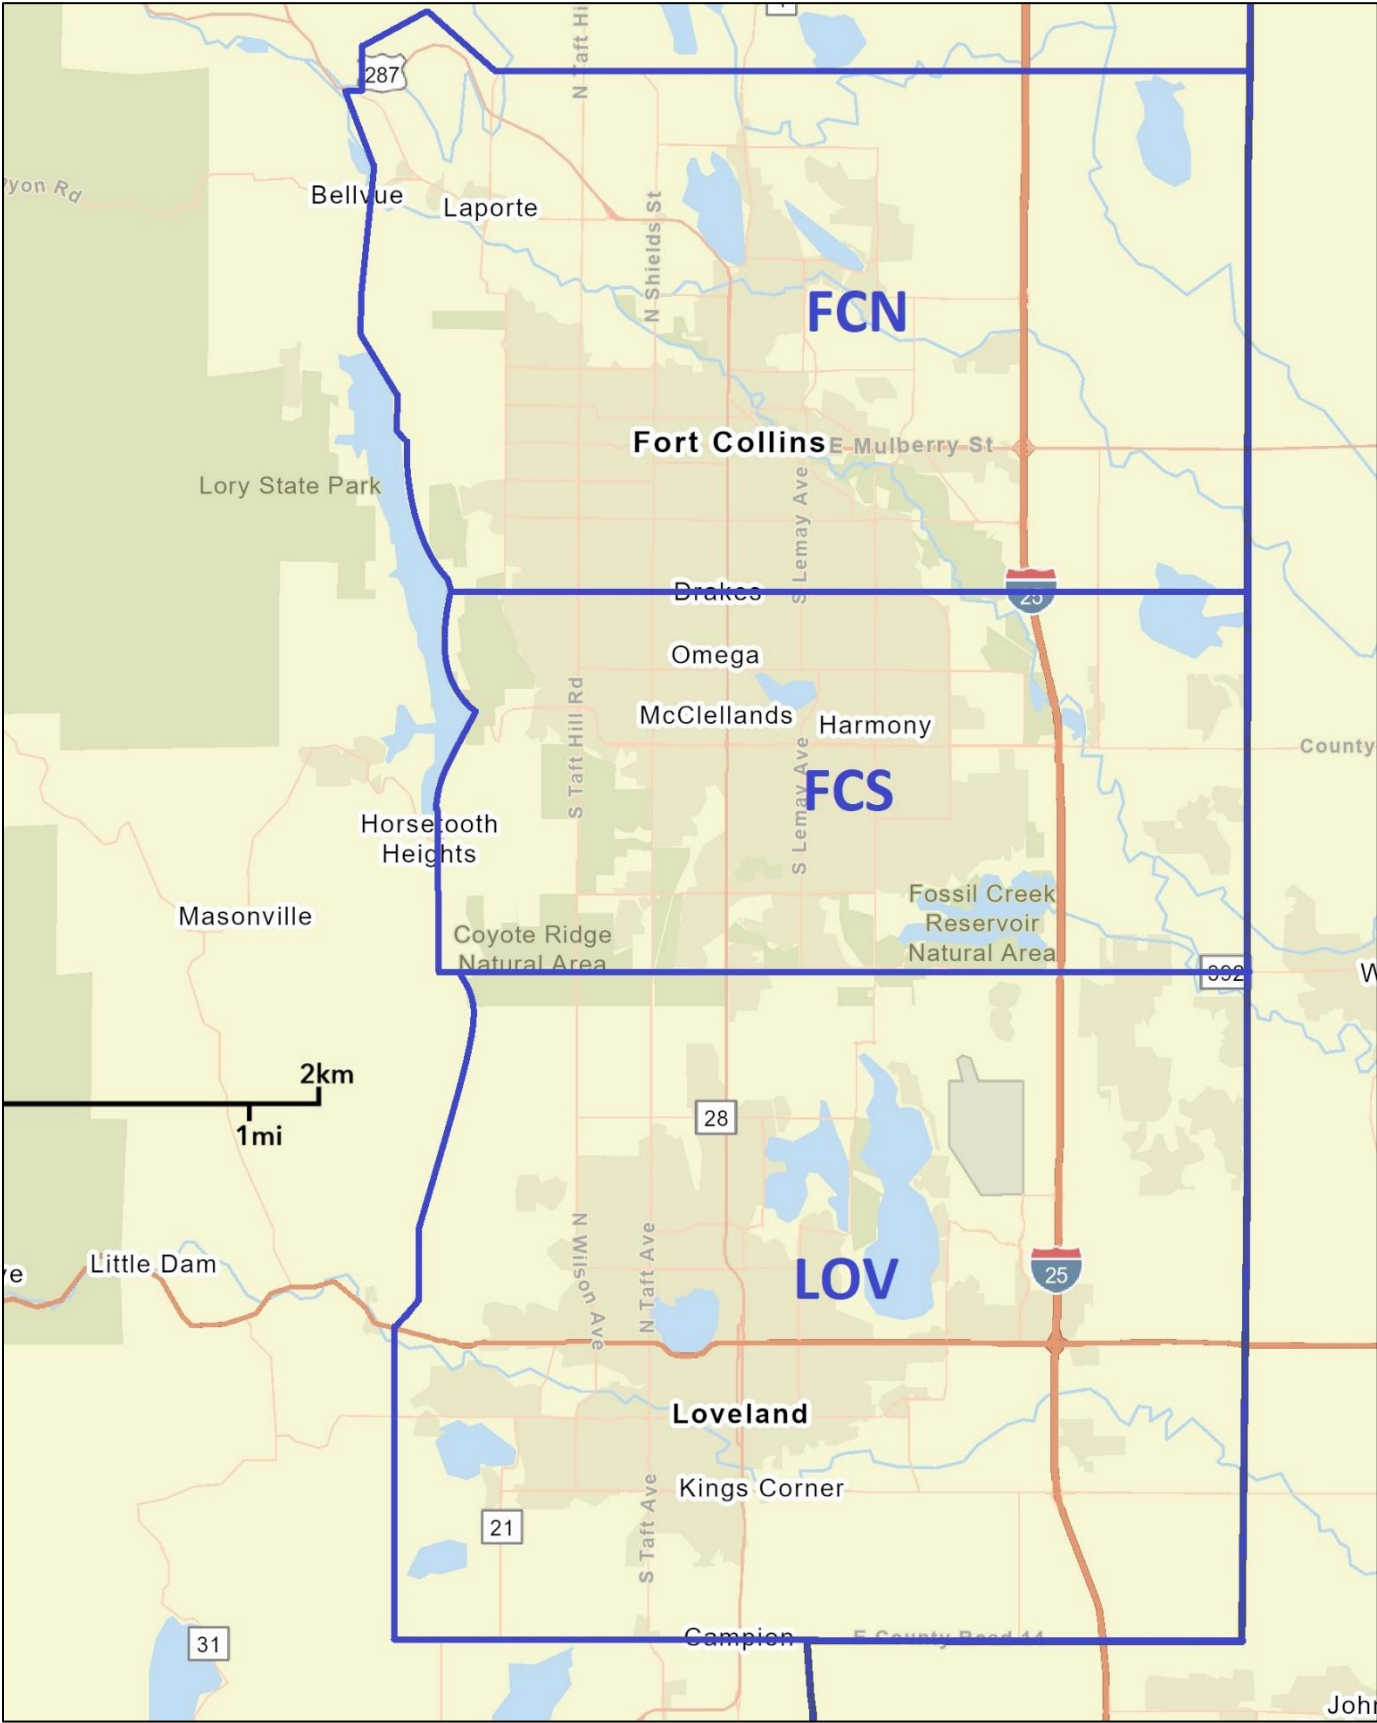 N Taft Hi
287
yon Rd
Bellvue
Laporte
N Shields St
FCN
Fort Collins
E Mulberry St
Lory State Park
S Lemay Ave
Drakes
25
Omega
S Taft Hill Rd
McClellands
Harmony
County
S Lemay Ave
FCS
Horsetooth
Heights
Masonville
Fossil Creek
Reservoir
Natural Area
Coyote Ridge
Natural Area
392
W
2km
1mi
28
N Wilson Ave
N Taft Ave
Little Dam
ve
LOV
25
Loveland
Kings Corner
S Taft Ave
21
31
Campion
E County Road 14
John